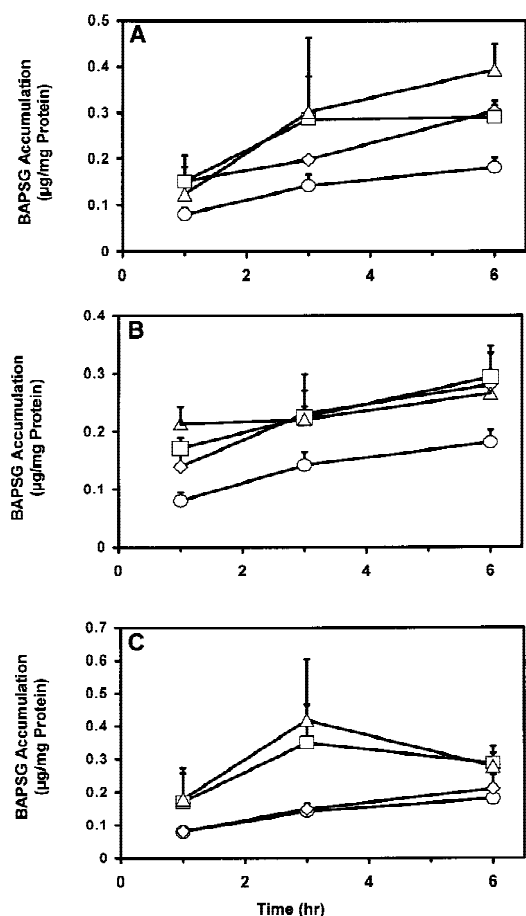 A
0.5
0.4
0.3
0.2
0.1
0
BAPSG Accumulation
(µg/mg Protein)
0 2 4 6
B
0.4
0.3
0.2
0.1
0
BAPSG Accumulation
(µg/mg Protein)
0 2 4 6
C
0.7
0.6
0.5
0.4
0.3
0.2
0.1
0
BAPSG Accumulation
(µg/mg Protein)
0 2 4 6
Time (hr)